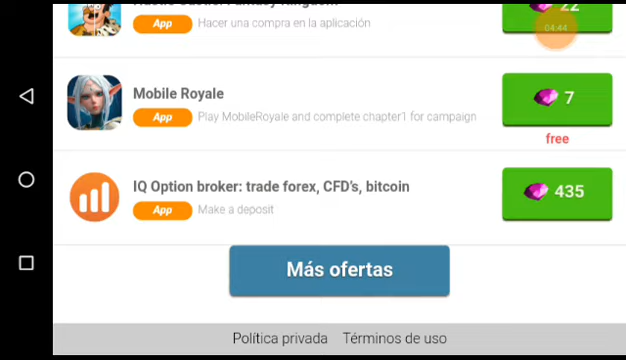 22
App Hacer una compra en la aplicación
04:44
Mobile Royale
7
App Play MobileRoyale and complete chapter1 for campaign
free
IQ Option broker: trade forex, CFD's, bitcoin
435
App Make a deposit
Más ofertas
Política privada Términos de uso